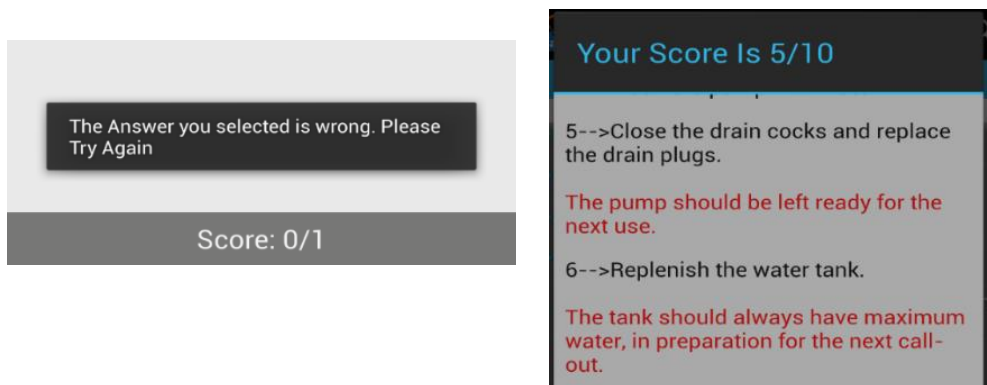 The Answer you selected is wrong. Please
Try Again
Score: 0/1
Your Score Is 5/10
5-->Close the drain cocks and replace
the drain plugs.
The pump should be left ready for the
next use.
6-->Replenish the water tank.
The tank should always have maximum
water, in preparation for the next call-
out.